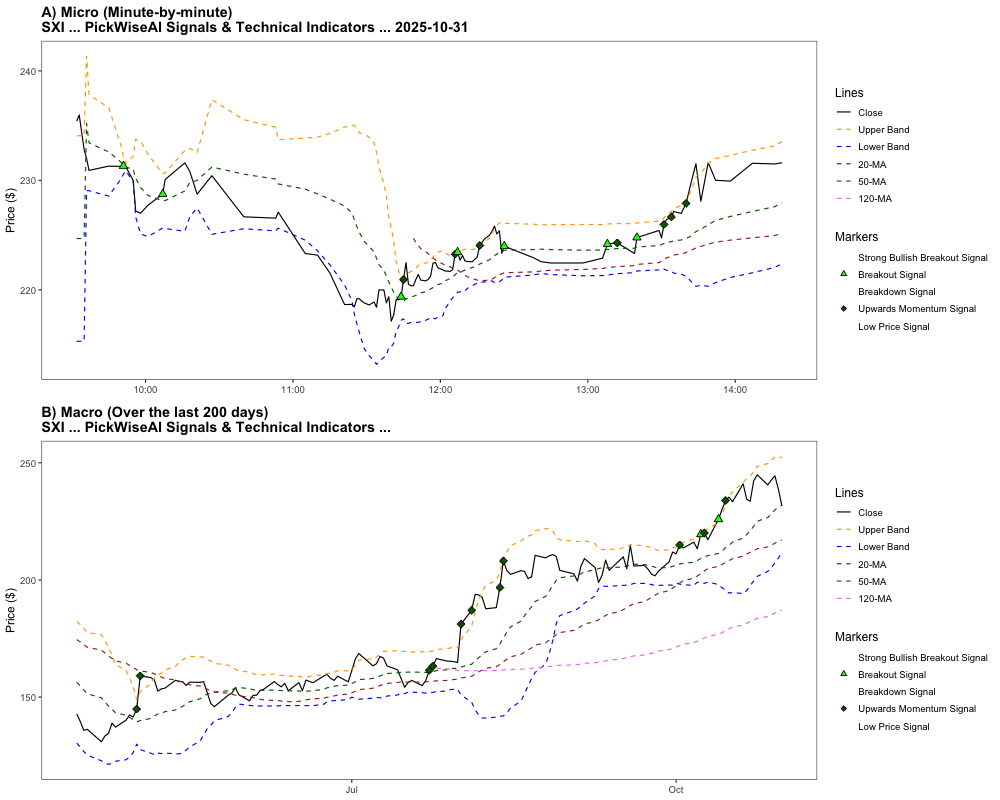 A) Micro (Minute-by-minute)
SXI ... PickWiseAI Signals & Technical Indicators ... 2025-10-31
240
230
220
Price ($)
10:00
11:00
12:00
13:00
14:00
Lines
Close
Upper Band
Lower Band
20-MA
50-MA
120-MA
Markers
Strong Bullish Breakout Signal
Breakout Signal
Breakdown Signal
Upwards Momentum Signal
Low Price Signal
B) Macro (Over the last 200 days)
SXI ... PickWiseAI Signals & Technical Indicators ...
250
200
150
Price ($)
Jul
Oct
Lines
Close
Upper Band
Lower Band
20-MA
50-MA
120-MA
Markers
Strong Bullish Breakout Signal
Breakout Signal
Breakdown Signal
Upwards Momentum Signal
Low Price Signal